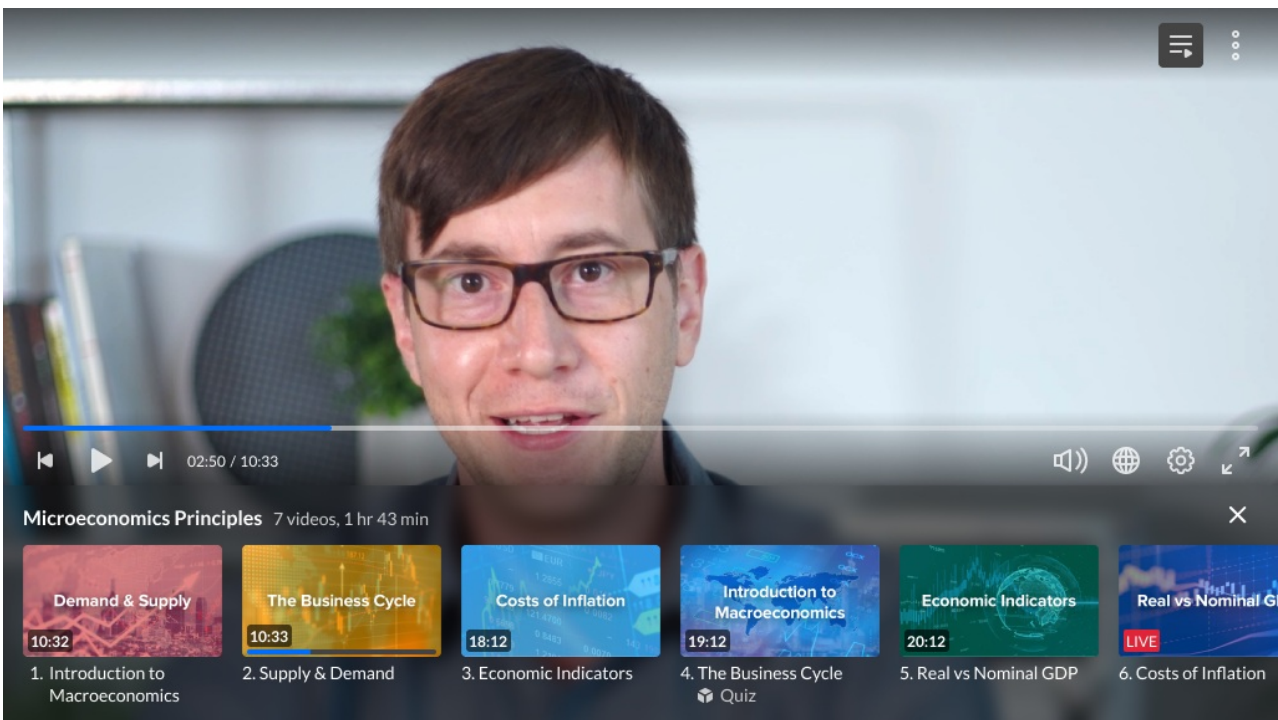 02:50 / 10:33
Microeconomics Principles 7 videos, 1 hr 43 min
Demand & Supply
10:32
1. Introduction to
Macroeconomics
The Business Cycle
10:33
2. Supply & Demand
Costs of Inflation
18:12
3. Economic Indicators
Introduction to
Macroeconomics
19:12
4. The Business Cycle
Quiz
Economic Indicators
20:12
5. Real vs Nominal GDP
Real vs Nominal G
LIVE
6. Costs of Inflation